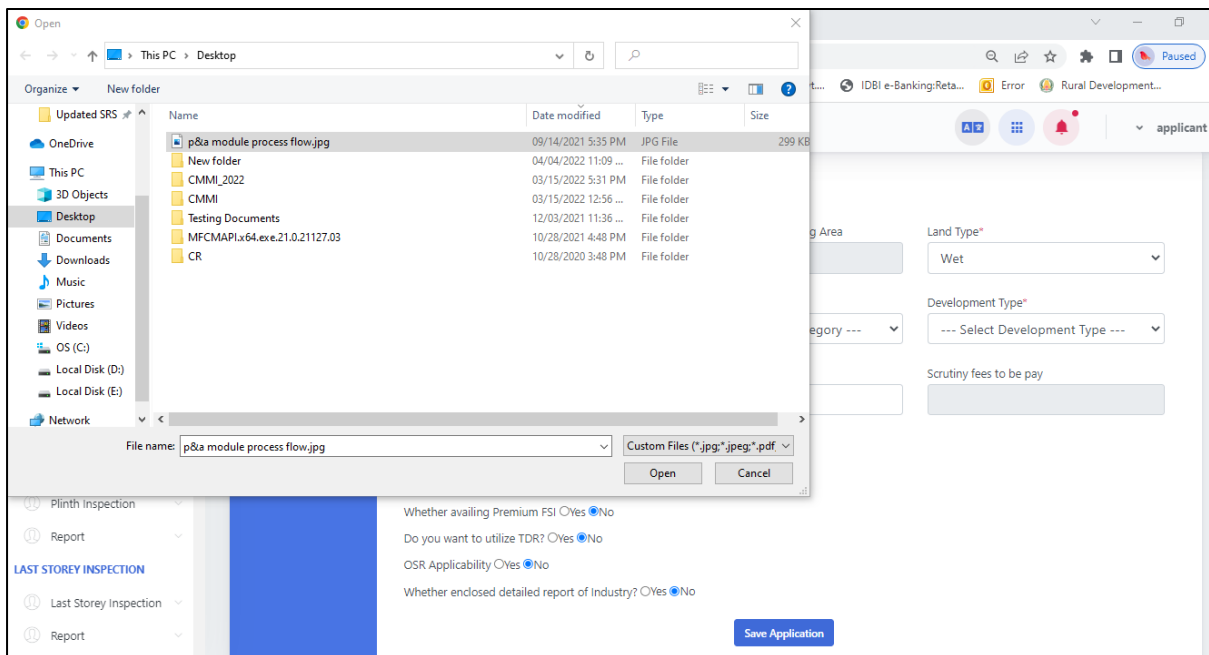 Open
This PC > Desktop
Paused
Organize New folder
t... IDBI e-Banking:Reta... Error Rural Development...
Updated SRS
OneDrive
This PC
3D Objects
Desktop
Documents
Downloads
Music
Pictures
Videos
OS (C:)
Local Disk (D:)
Local Disk (E:)
Network
Name Date modified Type Size
p&a module process flow.jpg 09/14/2021 5:35 PM JPG File 299 KB
New folder 04/04/2022 11:09 ... File folder
CMMI_2022 03/15/2022 5:31 PM File folder
CMMI 03/15/2022 12:56 ... File folder
Testing Documents 12/03/2021 11:36 ... File folder
MFCMAPI.x64.exe.21.0.21127.03 10/28/2021 4:48 PM File folder
CR 10/28/2020 3:48 PM File folder
File name: p&a module process flow.jpg Custom Files (*.jpg;*.jpeg;*.pdf
Open Cancel
applicant
g Area Land Type*
Wet
Development Type*
egory --- --- Select Development Type ---
Scrutiny fees to be pay
Plinth Inspection
Report
LAST STOREY INSPECTION
Last Storey Inspection
Report
Whether availing Premium FSI Yes No
Do you want to utilize TDR? Yes No
OSR Applicability Yes No
Whether enclosed detailed report of Industry? Yes No
Save Application